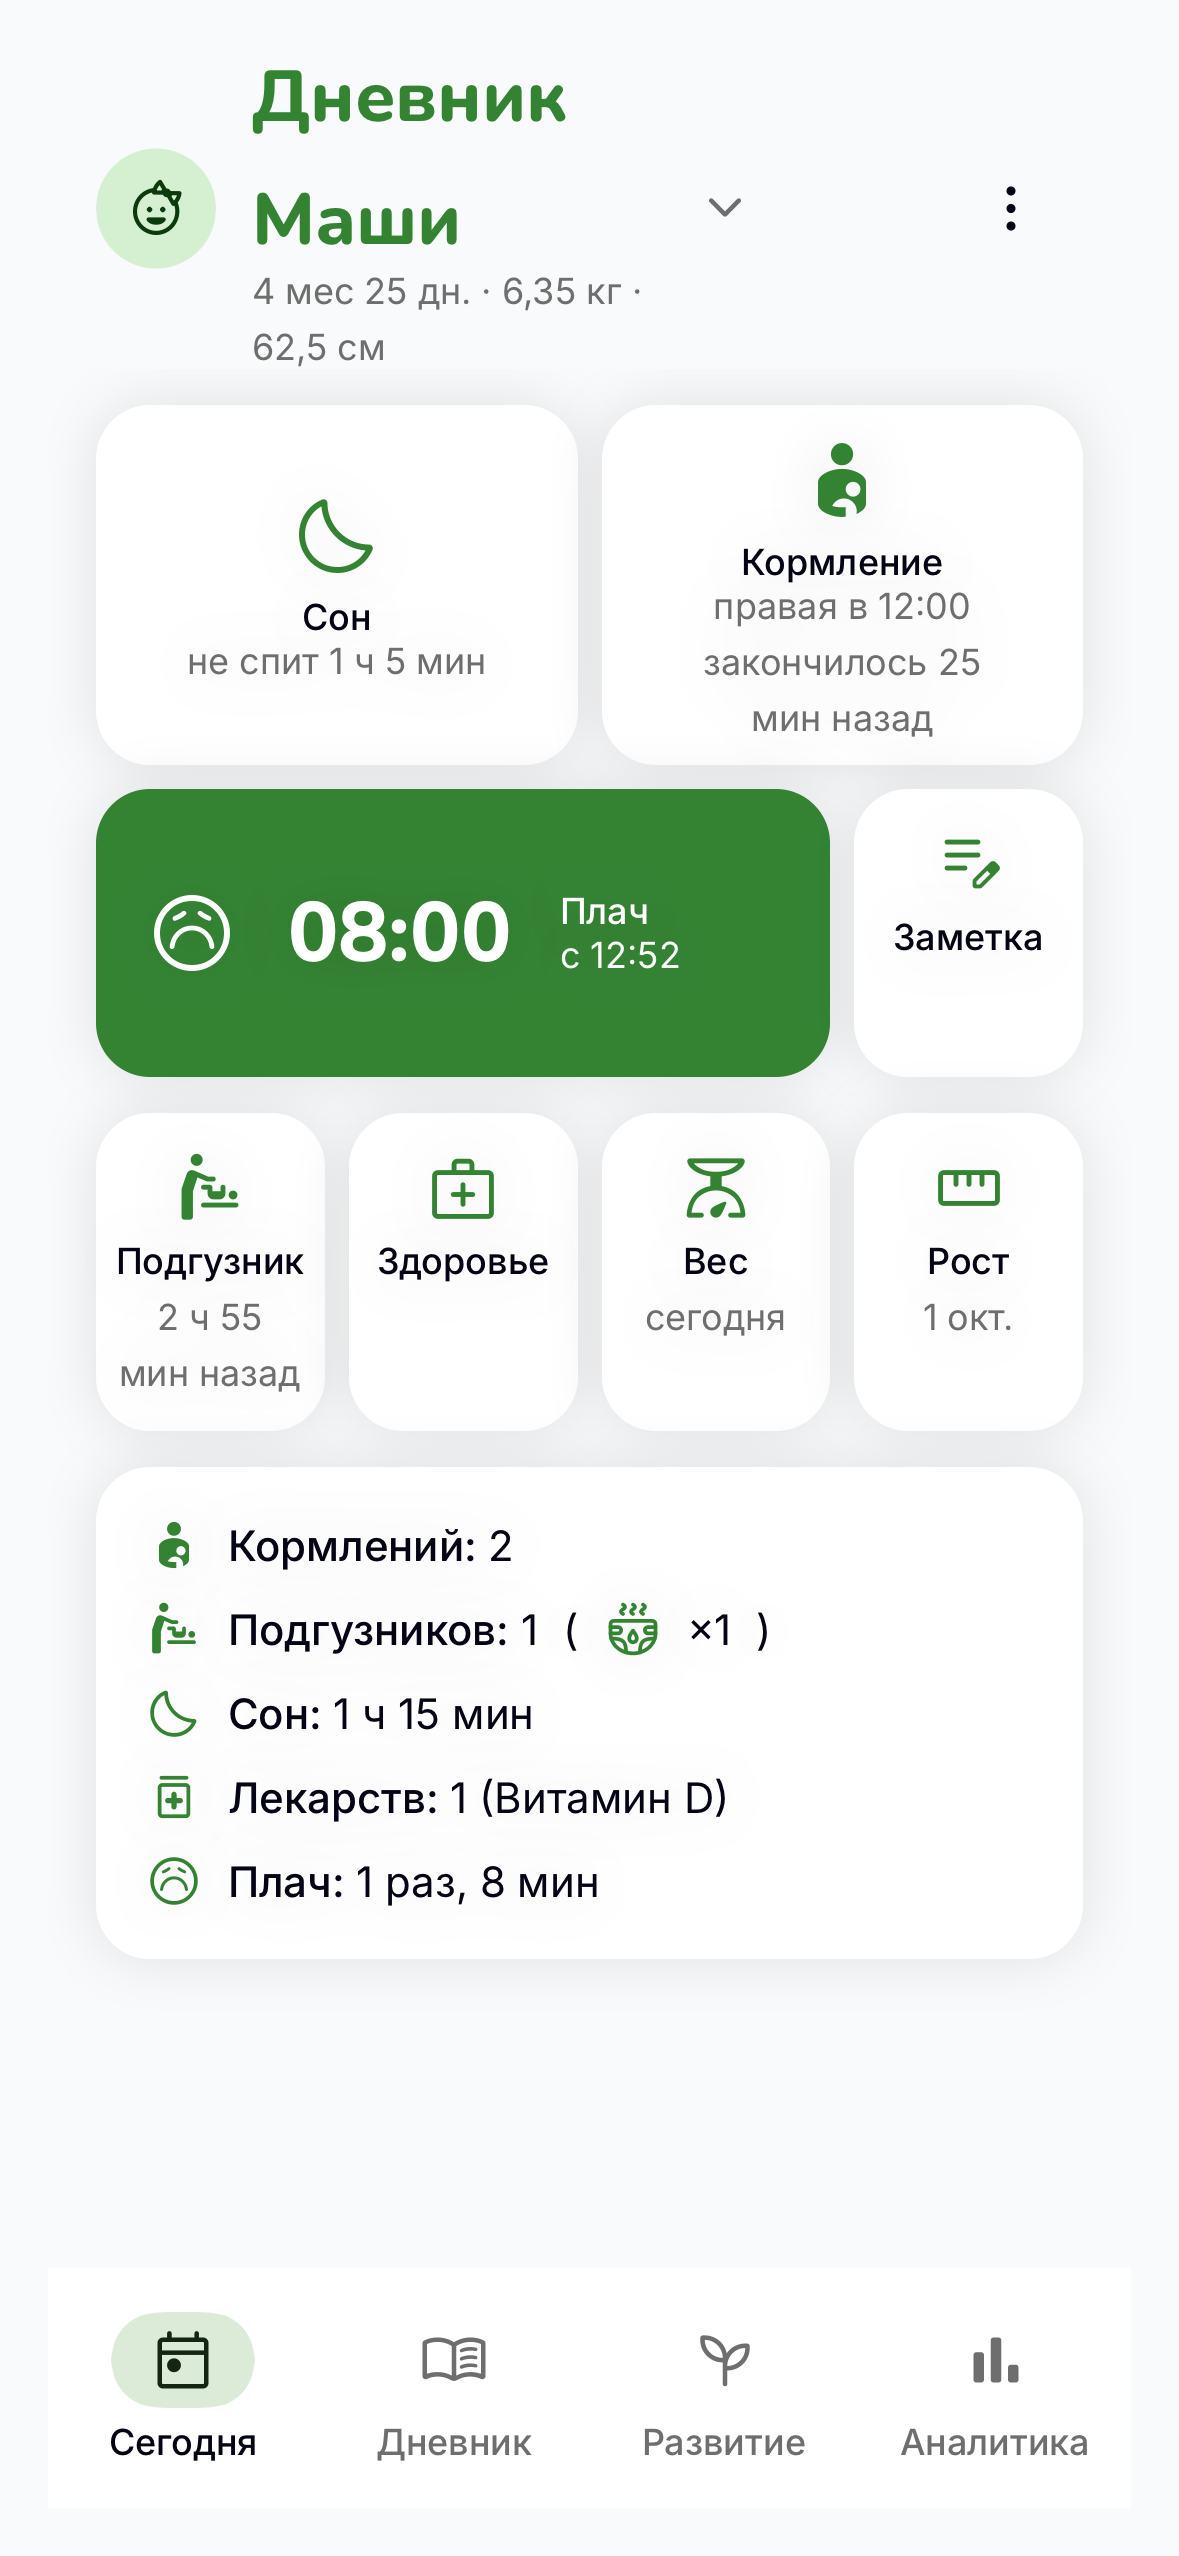 Дневник
Маши
4 мес 25 дн. · 6,35 кг ·
62,5 см
Сон
не спит 1 ч 5 мин
Кормление
правая в 12:00
закончилось 25
мин назад
08:00
Плач
с 12:52
Заметка
Подгузник
2 ч 55
мин назад
Здоровье
Вес
сегодня
Рост
1 окт.
Кормлений: 2
Подгузников: 1 ( ×1 )
Сон: 1 ч 15 мин
Лекарств: 1 (Витамин D)
Плач: 1 раз, 8 мин
Сегодня
Дневник
Развитие
Аналитика